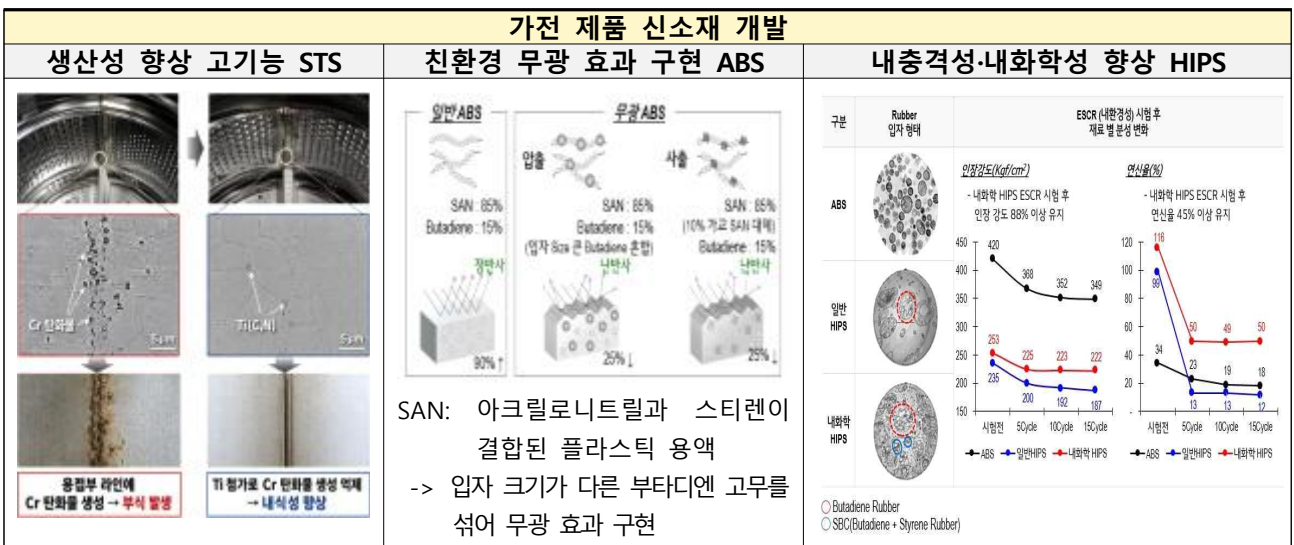 가전 제품 신소재 개발
생산성 향상 고기능 STS
친환경 무광 효과 구현 ABS
내충격성·내화학성 향상 HIPS
Cr 탄화물
5㎛
Ti(C,N)
5㎛
용접부 라인에
Cr 탄화물 생성 → 부식 발생
Ti 첨가로 Cr 탄화물 생성 억제
→ 내식성 향상
일반ABS
무광ABS
압출
사출
SAN : 85%
Butadiene : 15%
정반사
90% ↑
SAN : 85%
Butadiene : 15%
(입자 Size 큰 Butadiene 혼합)
난반사
25% ↓
SAN : 85%
(10% 가교 SAN 대체)
Butadiene : 15%
난반사
25% ↓
SAN: 아크릴로니트릴과 스티렌이
결합된 플라스틱 용액
-> 입자 크기가 다른 부타디엔 고무를
섞어 무광 효과 구현
구분
Rubber
입자 형태
ESCR (내환경성) 시험 후
재료 별 물성 변화
ABS
일반
HIPS
내화학
HIPS
인장강도(Kgf/cm²)
- 내화학 HIPS ESCR 시험 후
인장 강도 88% 이상 유지
450
400
350
300
250
200
150
420
368
352
349
253
225
223
222
235
200
192
187
시험전 5Cycle 10Cycle 15Cycle
ABS 일반HIPS 내화학 HIPS
연신율(%)
- 내화학 HIPS ESCR 시험 후
연신율 45% 이상 유지
120
100
80
60
40
20
-
116
99
50
49
50
34
23
19
18
13
13
12
시험전 5Cycle 10Cycle 15Cycle
ABS 일반HIPS 내화학 HIPS
Butadiene Rubber
SBC(Butadiene + Styrene Rubber)